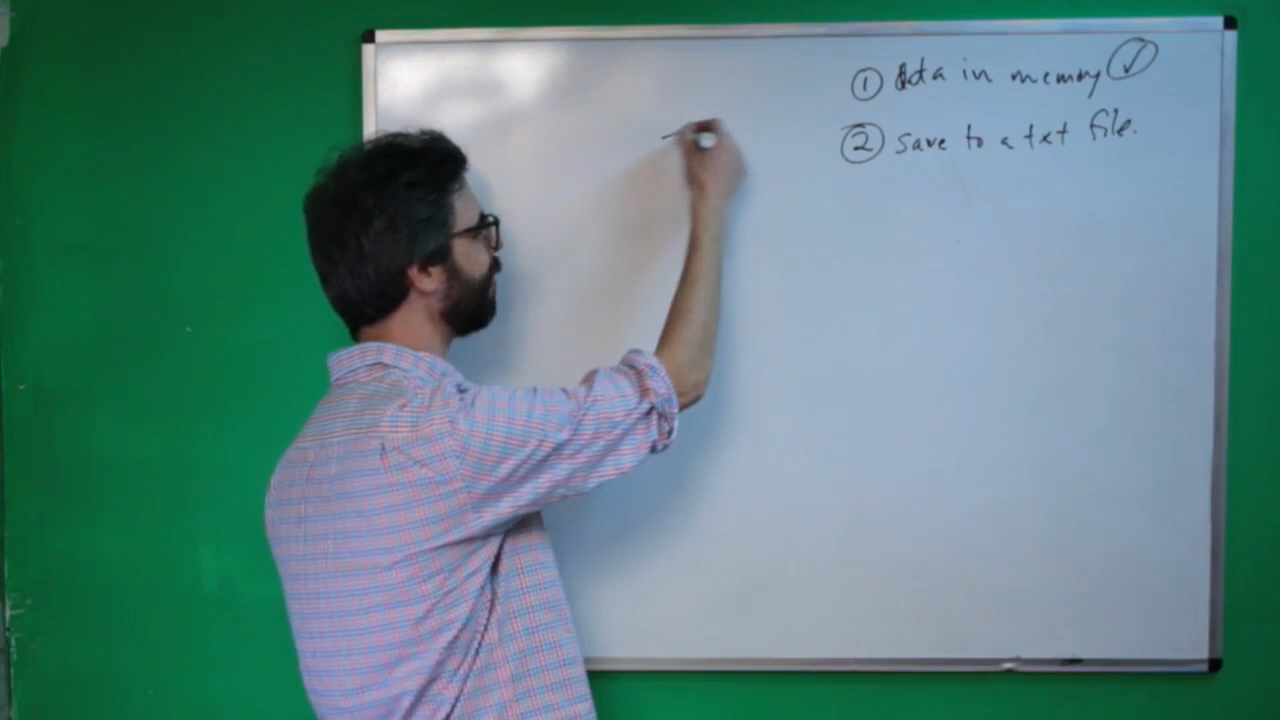 ① data in memory ✓
② save to a txt file.